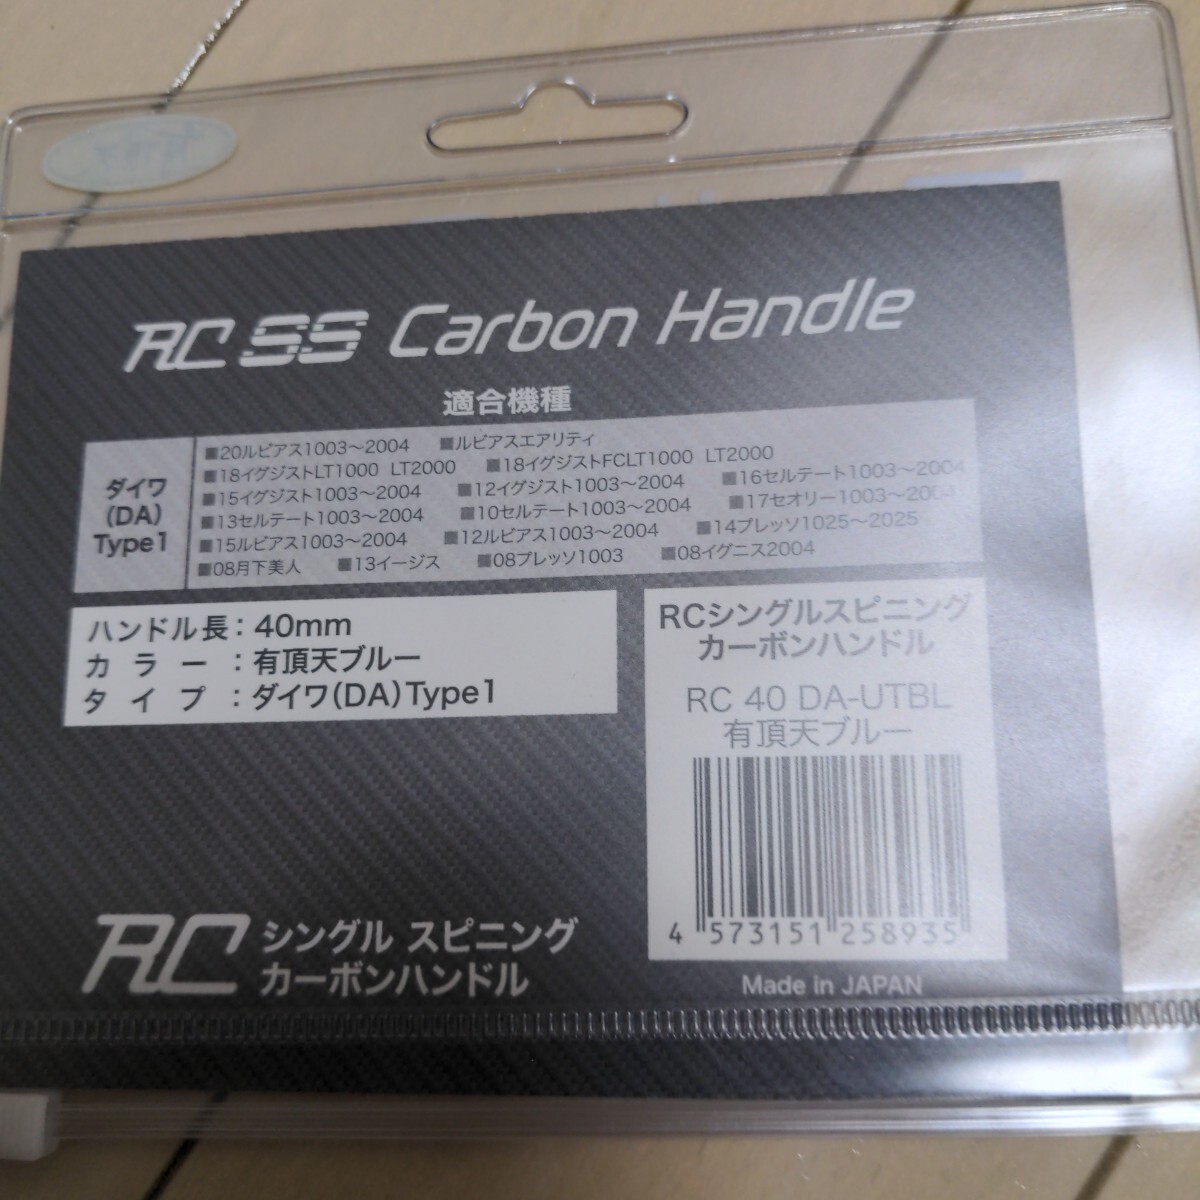 RC SS Carbon Handle
適合機種
ダイワ
(DA)
Type1
■20ルビアス1003～2004 ■ルビアスエアリティ
■18イグジストLT1000 LT2000 ■18イグジストFCLT1000 LT2000
■15イグジスト1003～2004 ■12イグジスト1003～2004 ■16セルテート1003～2004
■13セルテート1003～2004 ■10セルテート1003～2004 ■17セオリー1003～2004
■15ルビアス1003～2004 ■12ルビアス1003～2004 ■14プレッソ1025～2025
■08月下美人 ■13イージス ■08プレッソ1003 ■08イグニス2004
ハンドル長：40mm
カラー：有頂天ブルー
タイプ：ダイワ(DA)Type1
RCシングルスピニング
カーボンハンドル
RC 40 DA-UTBL
有頂天ブルー
4 573151 258935
Made in JAPAN
RC シングル スピニング
カーボンハンドル